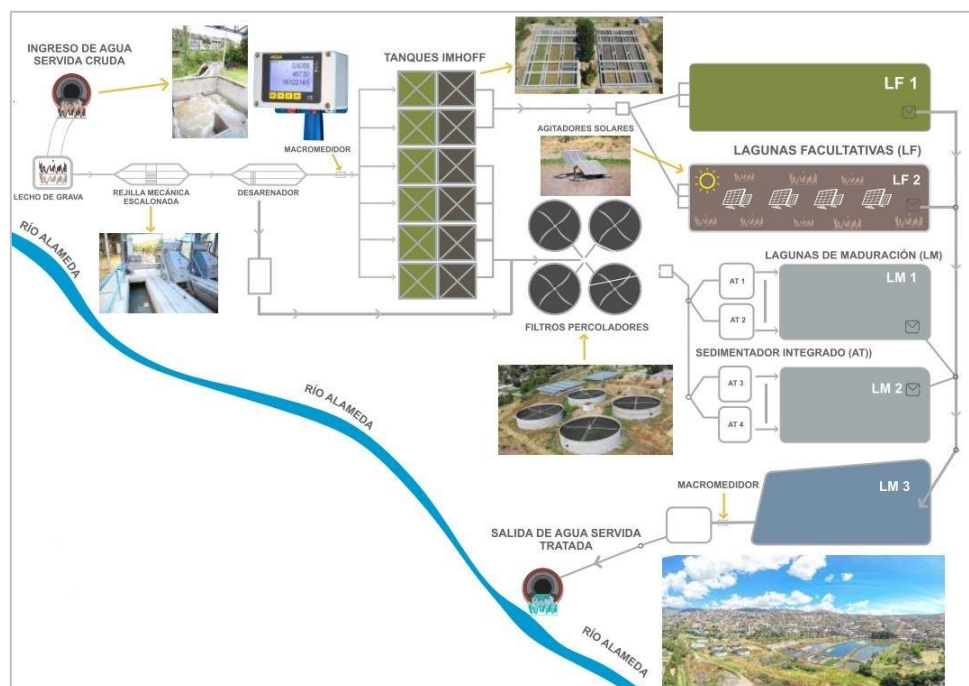 INGRESO DE AGUA
SERVIDA CRUDA
LECHO DE GRAVA
REJILLA MECÁNICA
ESCALONADA
DESARENADOR
MACROMEDIDOR
TANQUES IMHOFF
AGITADORES SOLARES
LF 1
LAGUNAS FACULTATIVAS (LF)
LF 2
LAGUNAS DE MADURACIÓN (LM)
AT 1
AT 2
LM 1
SEDIMENTADOR INTEGRADO (AT))
AT 3
AT 4
LM 2
FILTROS PERCOLADORES
RÍO ALAMEDA
RÍO ALAMEDA
MACROMEDIDOR
LM 3
SALIDA DE AGUA SERVIDA
TRATADA
RÍO ALAMEDA